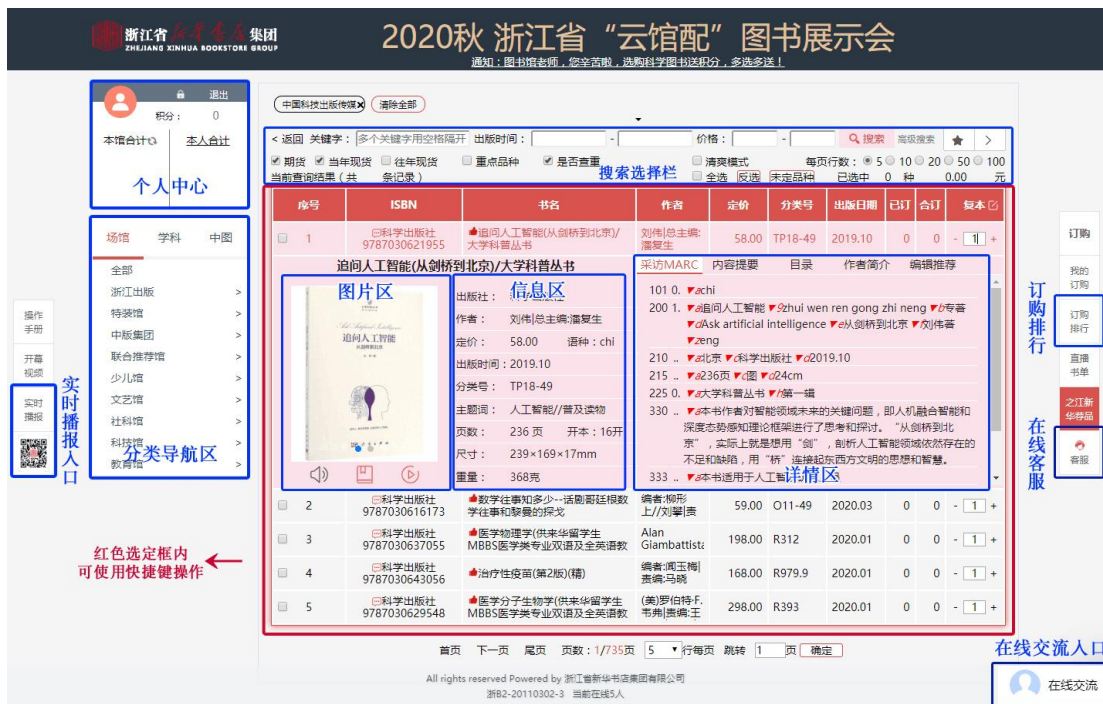 浙江省新华书店集团
ZHEJIANG XINHUA BOOKSTORE GROUP
2020秋 浙江省“云馆配”图书展示会
通知：图书馆老师，您辛苦啦，选购科学图书送积分，多选多送！
退出
积分： 0
本馆合计 本人合计
个人中心
场馆 学科 中图
全部
浙江出版 >
特装馆 >
中版集团 >
联合推荐馆 >
少儿馆 >
文艺馆 >
社科馆 >
科技馆 >
教育馆 >
分类导航区
操作手册
开幕视频
实时播报
实时播报入口
红色选定框内
可使用快捷键操作
中国科技出版传媒× 清除全部
< 返回 关键字： 多个关键字用空格隔开 出版时间： - 价格： - 搜索 高级搜索 ★ >
期货 当年现货 往年现货 重点品种 是否查重 清爽模式 每页行数： 5 10 20 50 100
当前查询结果（共 条记录） 搜索选择栏 全选 反选 未定品种 已选中 0 种 0.00 元
序号 ISBN 书名 作者 定价 分类号 出版日期 已订 合订 复本
1 科学出版社 9787030621955 追问人工智能(从剑桥到北京)/大学科普丛书 刘伟|总主编:潘复生 58.00 TP18-49 2019.10 0 0 - 1 +
追问人工智能(从剑桥到北京)/大学科普丛书
图片区
追问人工智能
从剑桥到北京
信息区
出版社：
作者： 刘伟|总主编:潘复生
定价： 58.00 语种：chi
出版时间：2019.10
分类号： TP18-49
主题词： 人工智能//普及读物
页数： 236 页 开本：16开
尺寸： 239×169×17mm
重量： 368克
采访MARC 内容提要 目录 作者简介 编辑推荐
101 0. ▼achi
200 1. ▼a追问人工智能 ▼9zhui wen ren gong zhi neng ▼b专著
▼dAsk artificial intelligence ▼e从剑桥到北京 ▼f刘伟著
▼zeng
210 .. ▼a北京 ▼c科学出版社 ▼d2019.10
215 .. ▼a236页 ▼c图 ▼d24cm
225 0. ▼a大学科普丛书 ▼h第一辑
330 .. ▼a本书作者对智能领域未来的关键问题，即人机融合智能和
深度态势感知理论框架进行了思考和探讨。“从剑桥到北
京”，实际上就是想用“剑”，剖析人工智能领域依然存在的
不足和缺陷，用“桥”连接起东西方文明的思想和智慧。
333 .. ▼a本书适用于人工智
详情区
2 科学出版社 9787030616173 数学往事知多少--话剧哥廷根数学往事和黎曼的探戈 编者:柳形上//刘攀|责 59.00 O11-49 2020.03 0 0 - 1 +
3 科学出版社 9787030637055 医学物理学(供来华留学生MBBS医学类专业双语及全英语教 Alan Giambattista 198.00 R312 2020.01 0 0 - 1 +
4 科学出版社 9787030643056 治疗性疫苗(第2版)(精) 编者:闻玉梅|责编:马晓 168.00 R979.9 2020.01 0 0 - 1 +
5 科学出版社 9787030629548 医学分子生物学(供来华留学生MBBS医学类专业双语及全英语教 (美)罗伯特·F.韦弗|责编:王 298.00 R393 2020.01 0 0 - 1 +
首页 下一页 尾页 页数：1/735页 5 行每页 跳转 1 页 确定
All rights reserved Powered by 浙江省新华书店集团有限公司
浙B2-20110302-3 当前在线5人
订购
我的订购
订购排行
直播书单
之江新华荐品
客服
订购排行
在线客服
在线交流入口
在线交流